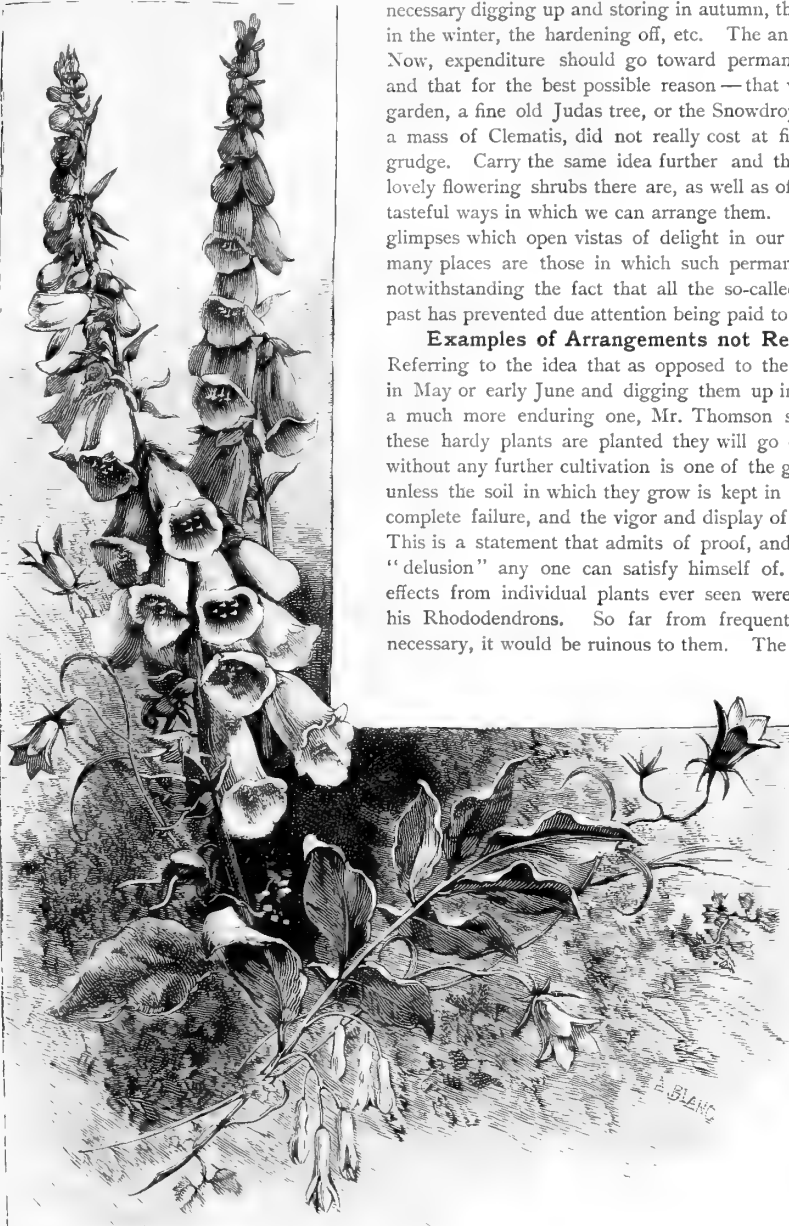 necessary digging up and storing in autumn, th
in the winter, the hardening off, etc. The an
Now, expenditure should go toward perman
and that for the best possible reason — that
garden, a fine old Judas tree, or the Snowdro
a mass of Clematis, did not really cost at fi
grudge. Carry the same idea further and th
lovely flowering shrubs there are, as well as of
tasteful ways in which we can arrange them.
glimpses which open vistas of delight in our
many places are those in which such permar
notwithstanding the fact that all the so-calle
past has prevented due attention being paid to
Examples of Arrangements not Re
Referring to the idea that as opposed to the
in May or early June and digging them up in
a much more enduring one, Mr. Thomson s
these hardy plants are planted they will go
without any further cultivation is one of the g
unless the soil in which they grow is kept in
complete failure, and the vigor and display of
This is a statement that admits of proof, and
“delusion” any one can satisfy himself of.
effects from individual plants ever seen were
his Rhododendrons. So far from frequent
necessary, it would be ruinous to them. The
A. BLANC